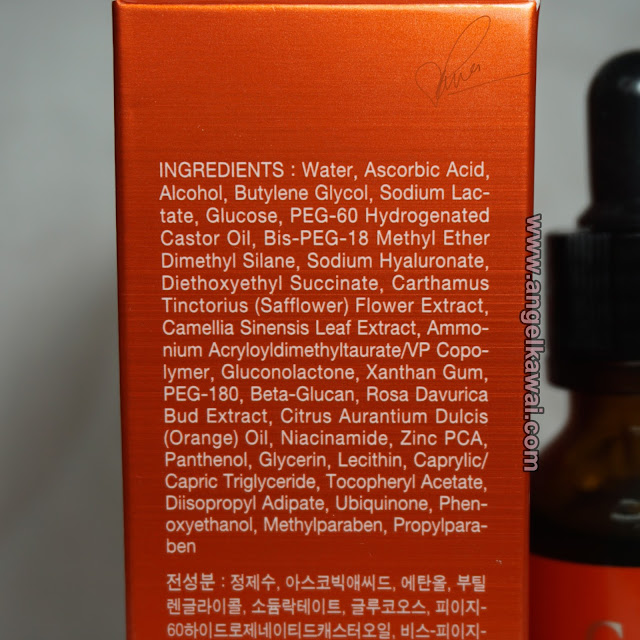 INGREDIENTS : Water, Ascorbic Acid,
Alcohol, Butylene Glycol, Sodium Lac-
tate, Glucose, PEG-60 Hydrogenated
Castor Oil, Bis-PEG-18 Methyl Ether
Dimethyl Silane, Sodium Hyaluronate,
Diethoxyethyl Succinate, Carthamus
Tinctorius (Safflower) Flower Extract,
Camellia Sinensis Leaf Extract, Ammo-
nium Acryloyldimethyltaurate/VP Copo-
lymer, Gluconolactone, Xanthan Gum,
PEG-180, Beta-Glucan, Rosa Davurica
Bud Extract, Citrus Aurantium Dulcis
(Orange) Oil, Niacinamide, Zinc PCA,
Panthenol, Glycerin, Lecithin, Caprylic/
Capric Triglyceride, Tocopheryl Acetate,
Diisopropyl Adipate, Ubiquinone, Phen-
oxyethanol, Methylparaben, Propylpara-
ben
전성분 : 정제수, 아스코빅애씨드, 에탄올, 부틸
렌글라이콜, 소듐락테이트, 글루코오스, 피이지-
60하이드로제네이티드캐스터오일, 비스-피이지-
www.angelkawai.com